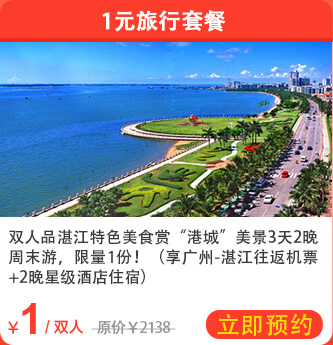 1元旅行套餐
双人品湛江特色美食赏“港城”美景3天2晚
周末游，限量1份！（享广州-湛江往返机票
+2晚星级酒店住宿）
¥1/双人 原价¥2138 立即预约